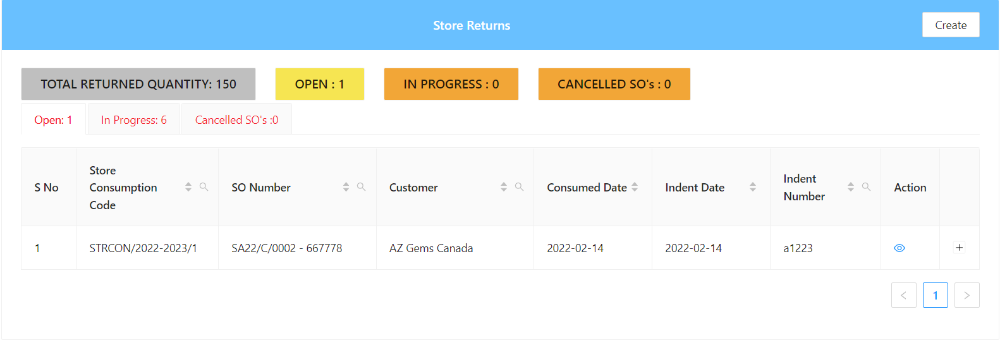 Store Returns
Create
TOTAL RETURNED QUANTITY: 150
OPEN : 1
IN PROGRESS : 0
CANCELLED SO's : 0
Open: 1
In Progress: 6
Cancelled SO's :0
S No
Store
Consumption
Code
SO Number
Customer
Consumed Date
Indent Date
Indent
Number
Action
1
STRCON/2022-2023/1
SA22/C/0002 - 667778
AZ Gems Canada
2022-02-14
2022-02-14
a1223
1